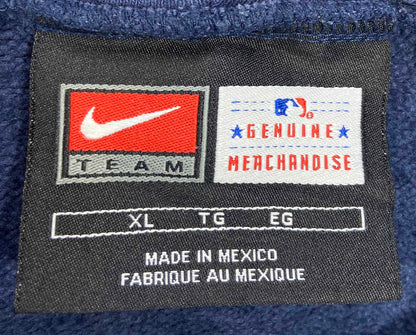 TEAM
GENUINE
MERCHANDISE
XL TG EG
MADE IN MEXICO
FABRIQUE AU MEXIQUE